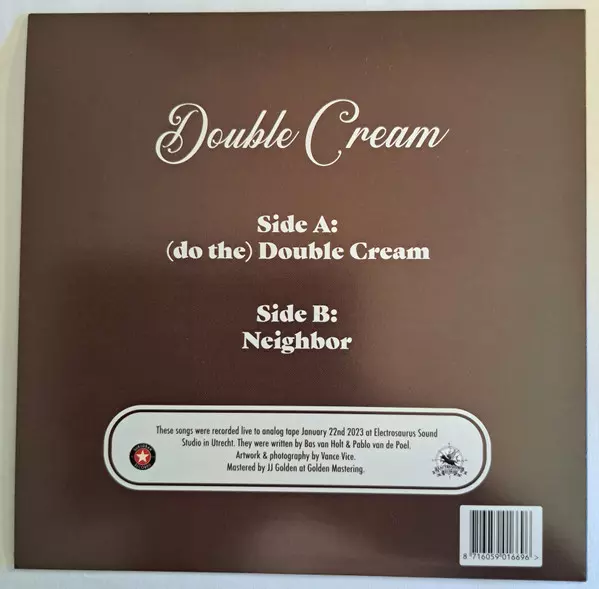 Double Cream
Side A:
(do the) Double Cream
Side B:
Neighbor
These songs were recorded live to analog tape January 22nd 2023 at Electrosaurus Sound
Studio in Utrecht. They were written by Bas van Holt & Pablo van de Poel.
Artwork & photography by Vance Vice.
Mastered by JJ Golden at Golden Mastering.
8 716059 016696 >